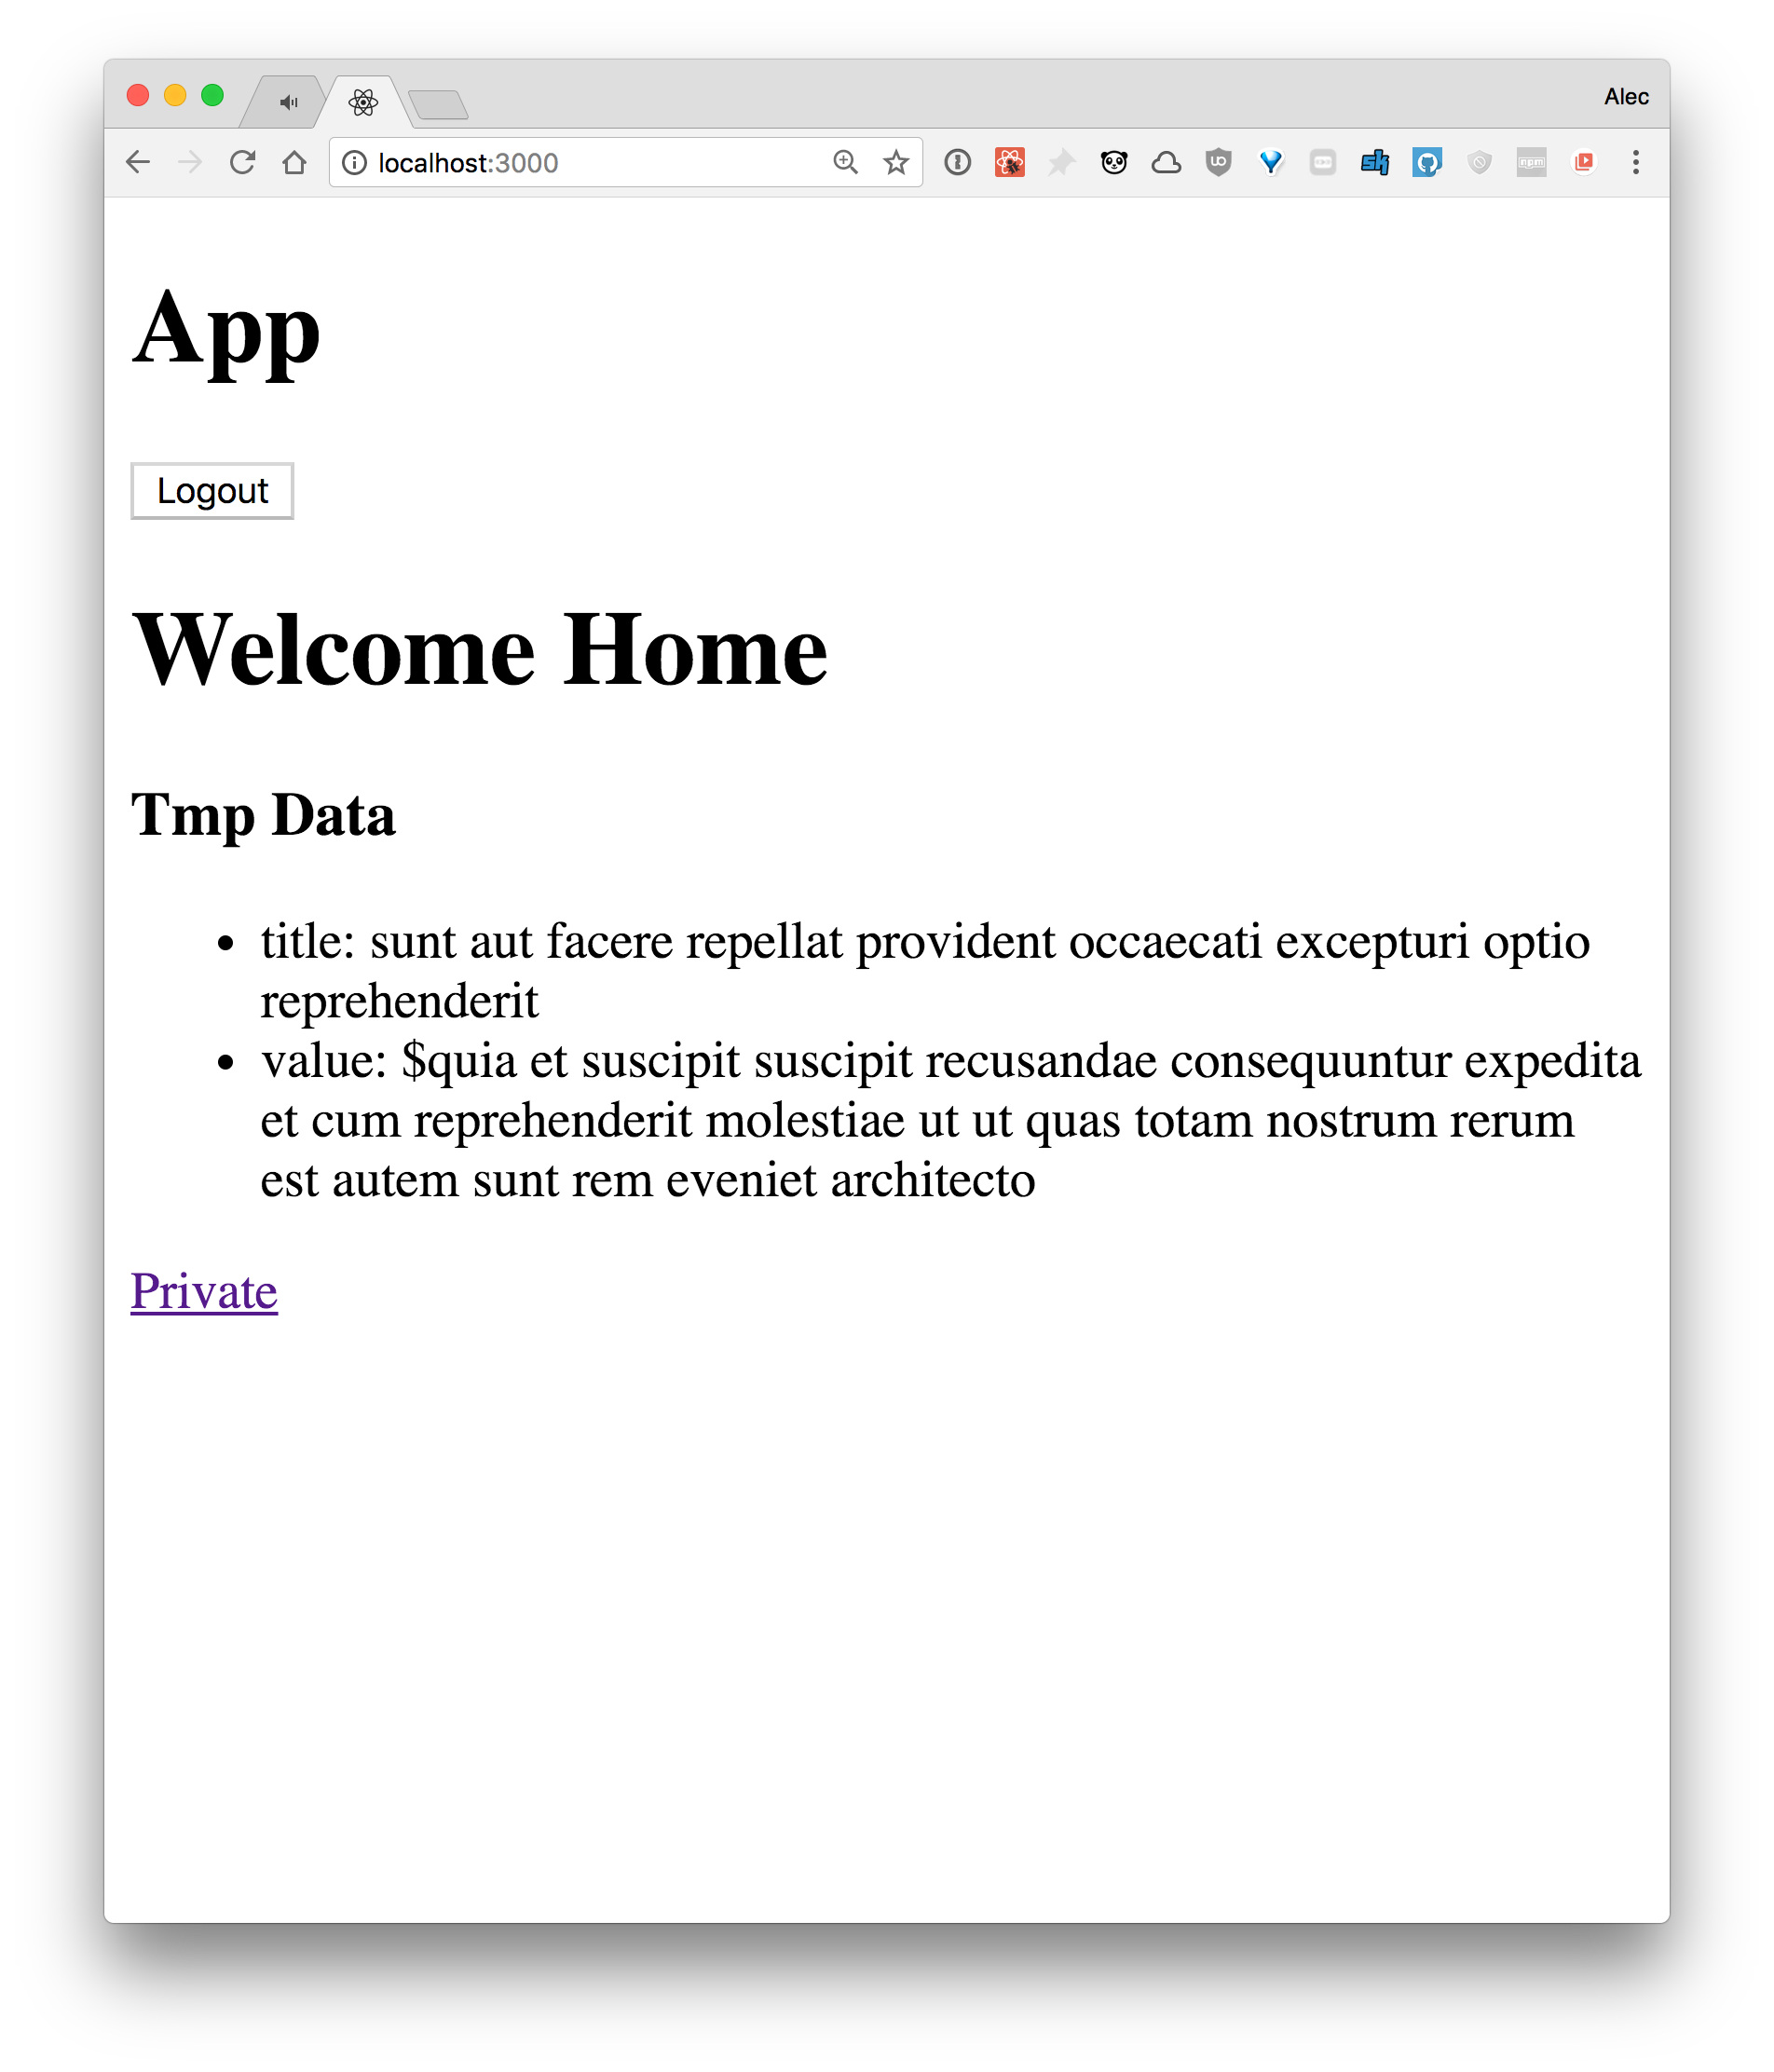 Alec
localhost:3000
App
Logout
Welcome Home
Tmp Data
• title: sunt aut facere repellat provident occaecati excepturi optio
reprehenderit
• value: $quia et suscipit suscipit recusandae consequuntur expedita
et cum reprehenderit molestiae ut ut quas totam nostrum rerum
est autem sunt rem eveniet architecto
Private